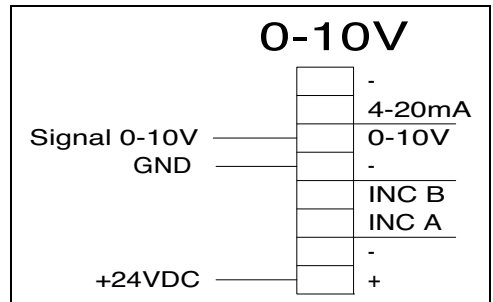 0-10V
-
4-20mA
Signal 0-10V 0-10V
GND -
INC B
INC A
-
+24VDC +